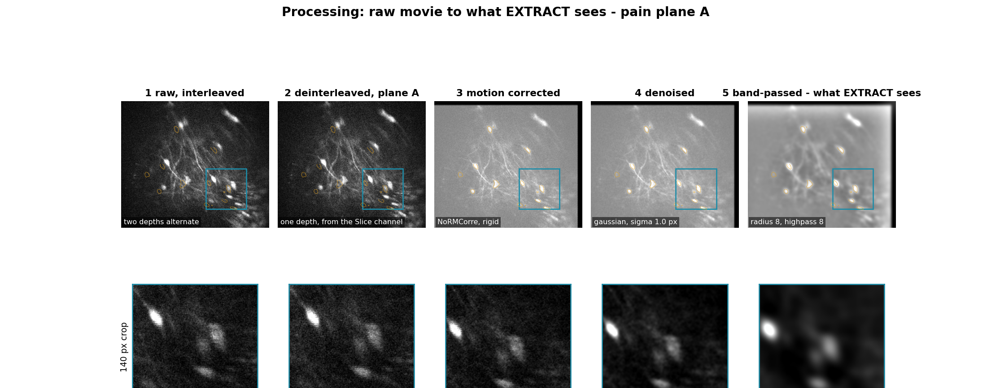 Processing: raw movie to what EXTRACT sees - pain plane A
1 raw, interleaved
2 deinterleaved, plane A
3 motion corrected
4 denoised
5 band-passed - what EXTRACT sees
two depths alternate
one depth, from the Slice channel
NoRMCorre, rigid
gaussian, sigma 1.0 px
radius 8, highpass 8
140 px crop